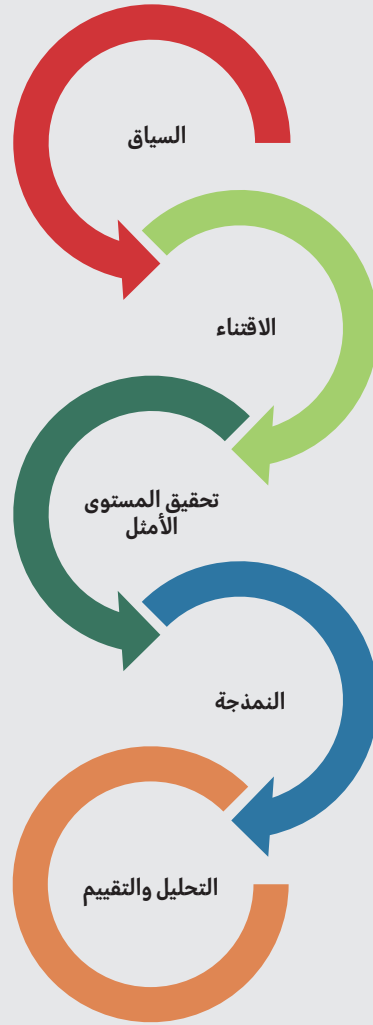 السياق
الاقتناء
تحقيق المستوى
الأمثل
النمذجة
التحليل والتقييم